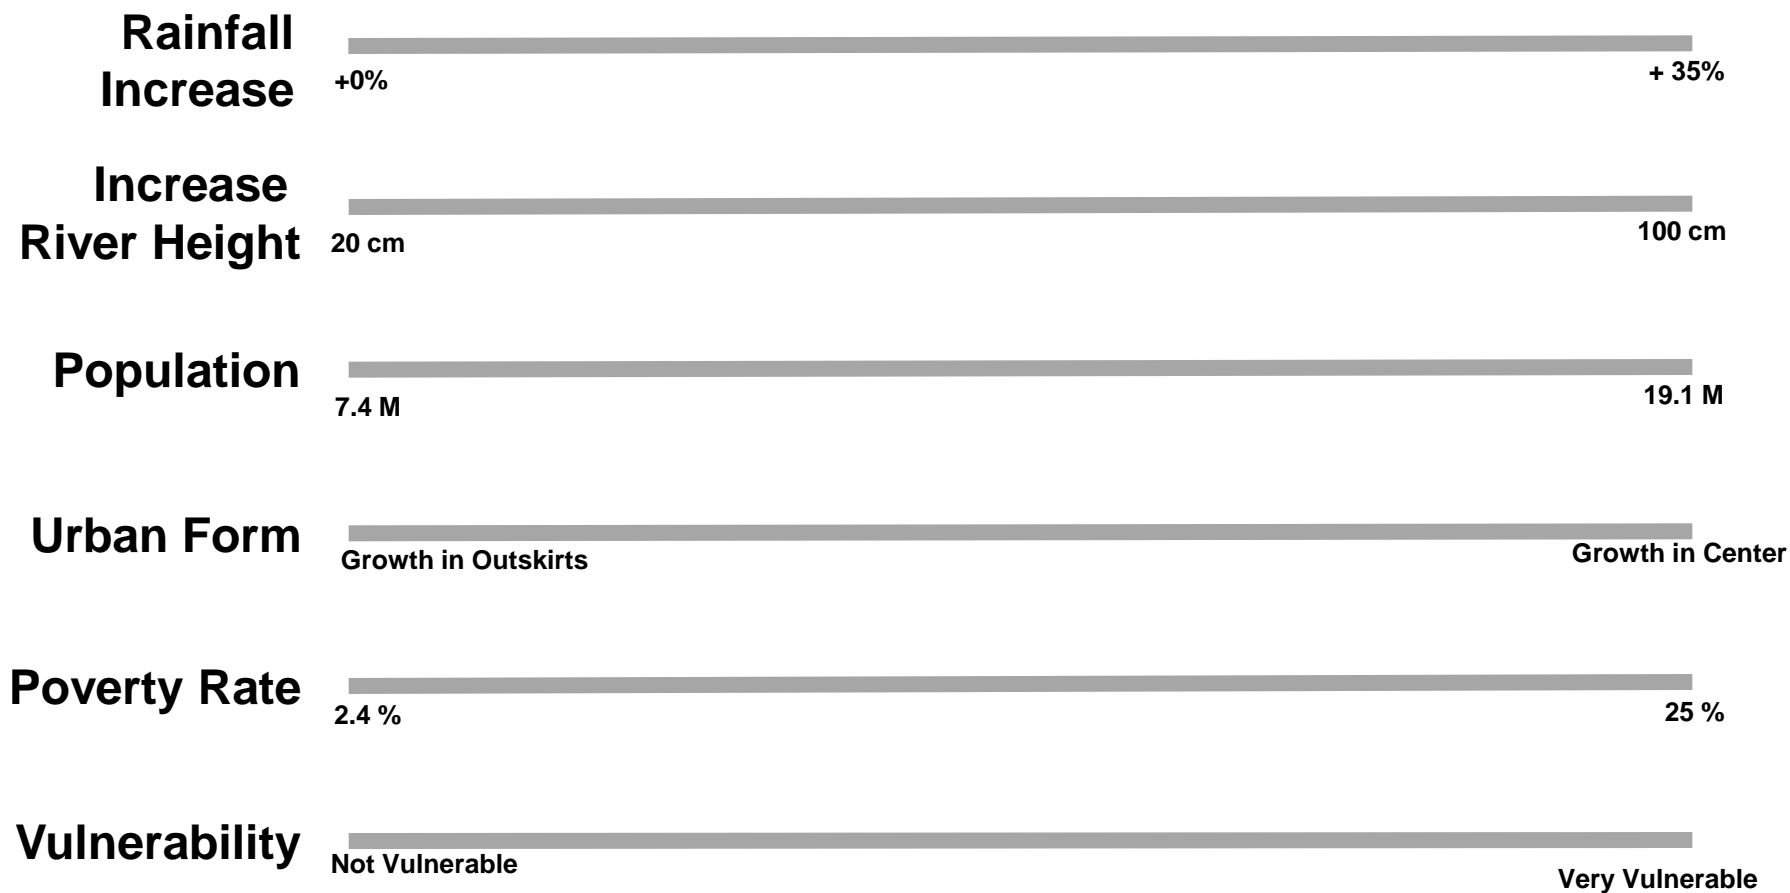 Rainfall
Increase
+0%
+ 35%
Increase
River Height
20 cm
100 cm
Population
7.4 M
19.1 M
Urban Form
Growth in Outskirts
Growth in Center
Poverty Rate
2.4 %
25 %
Vulnerability
Not Vulnerable
Very Vulnerable